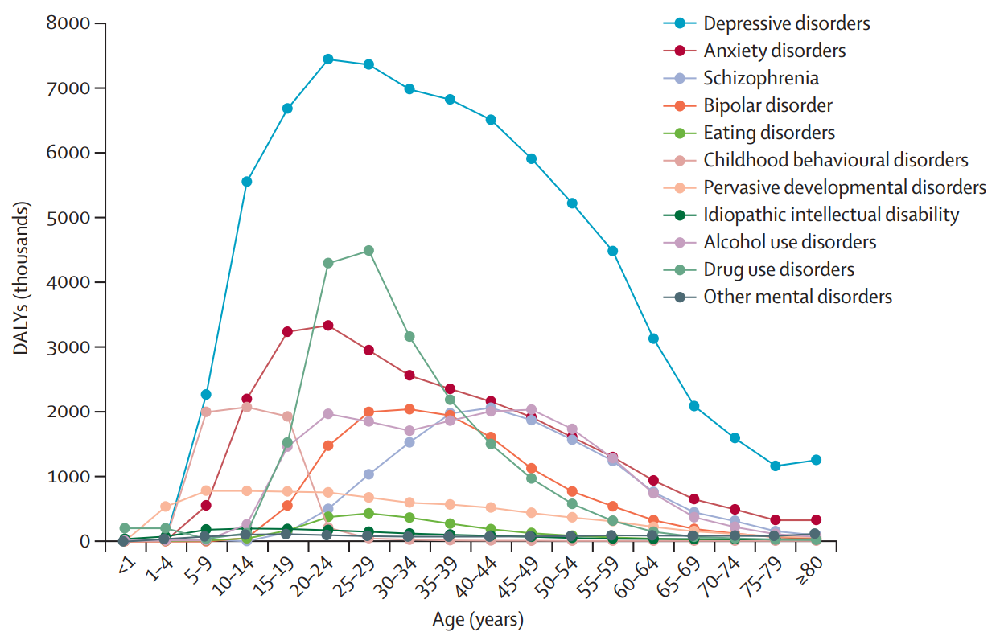 8000
7000
6000
5000
4000
3000
2000
1000
0
DALYs (thousands)
Depressive disorders
Anxiety disorders
Schizophrenia
Bipolar disorder
Eating disorders
Childhood behavioural disorders
Pervasive developmental disorders
Idiopathic intellectual disability
Alcohol use disorders
Drug use disorders
Other mental disorders
<1
1–4
5–9
10–14
15–19
20–24
25–29
30–34
35–39
40–44
45–49
50–54
55–59
60–64
65–69
70–74
75–79
≥80
Age (years)